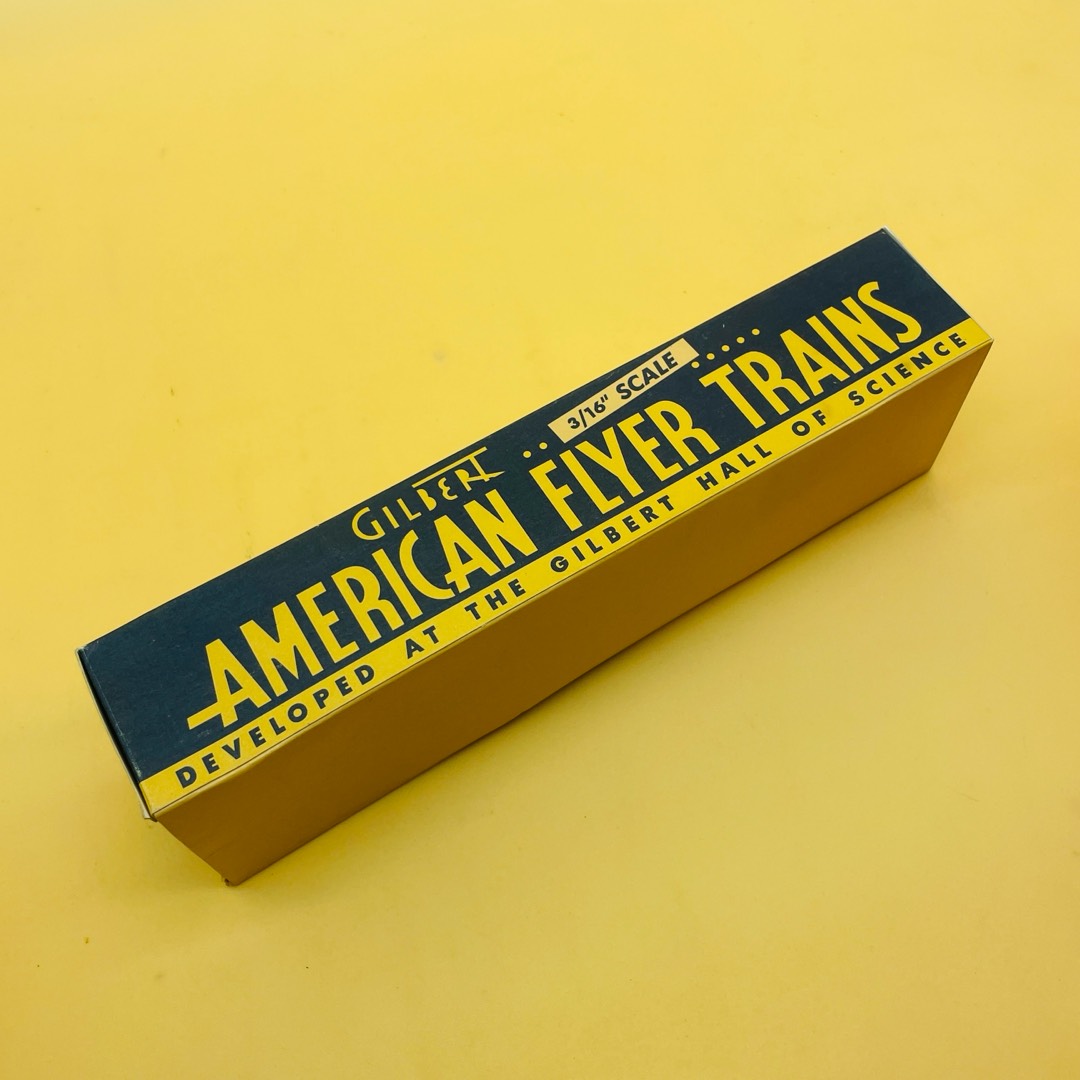 GILBERT
3/16" SCALE
AMERICAN FLYER TRAINS
DEVELOPED AT THE GILBERT HALL OF SCIENCE